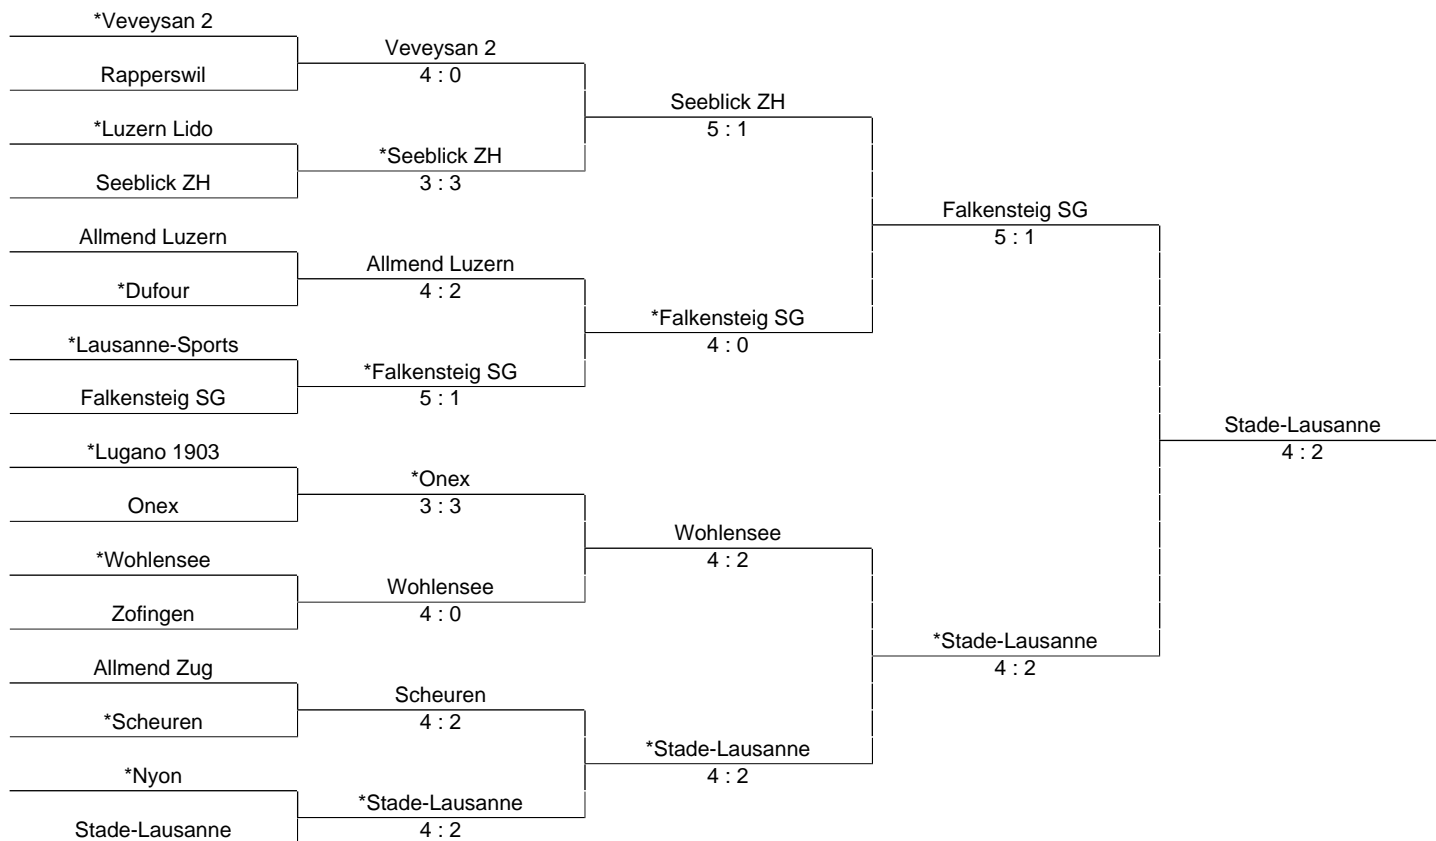 *Veveysan 2
Veveysan 2
Rapperswil
4 : 0
Seeblick ZH
*Luzern Lido
5 : 1
*Seeblick ZH
Seeblick ZH
3 : 3
Falkensteig SG
Allmend Luzern
5 : 1
Allmend Luzern
*Dufour
4 : 2
*Falkensteig SG
*Lausanne-Sports
4 : 0
*Falkensteig SG
Falkensteig SG
5 : 1
Stade-Lausanne
*Lugano 1903
4 : 2
*Onex
Onex
3 : 3
Wohlensee
*Wohlensee
4 : 2
Wohlensee
Zofingen
4 : 0
*Stade-Lausanne
Allmend Zug
4 : 2
Scheuren
*Scheuren
4 : 2
*Stade-Lausanne
*Nyon
4 : 2
*Stade-Lausanne
Stade-Lausanne
4 : 2